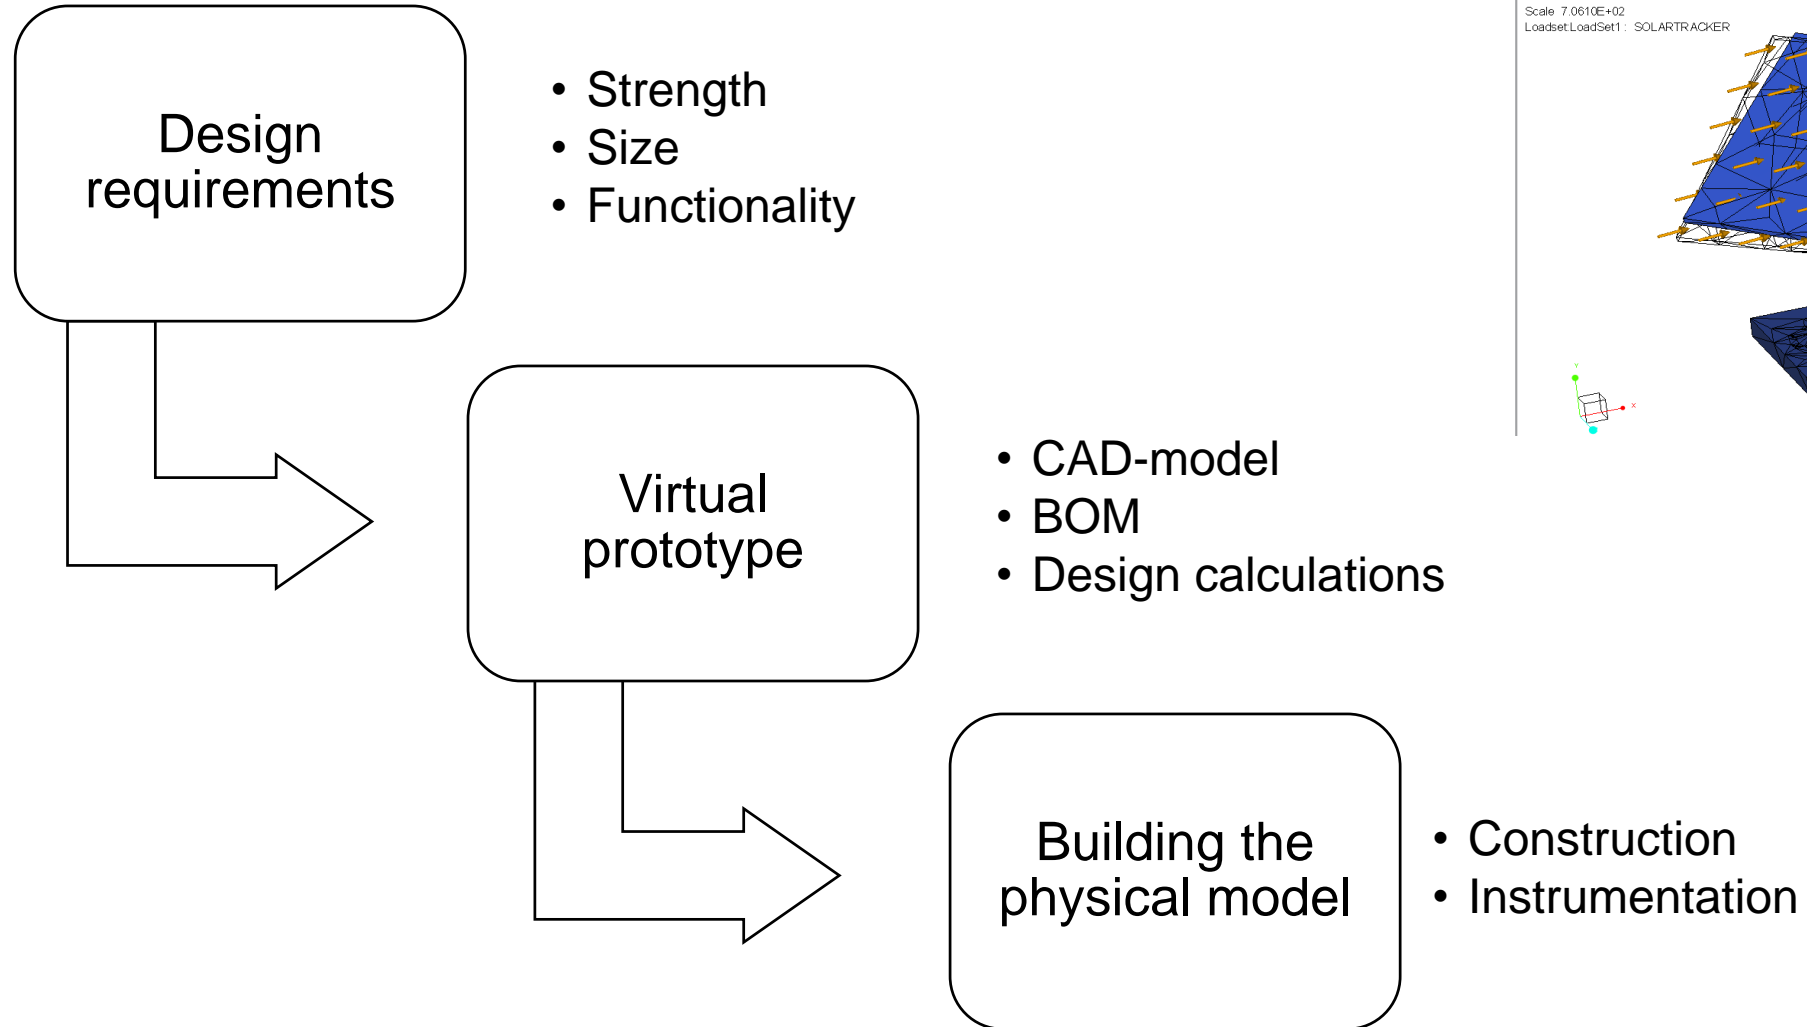 Scale 7.0610E+02
Loadset:LoadSet1 : SOLARTRACKER
Design
requirements
• Strength
• Size
• Functionality
Y
X
Virtual
prototype
• CAD-model
• BOM
• Design calculations
Building the
physical model
• Construction
• Instrumentation